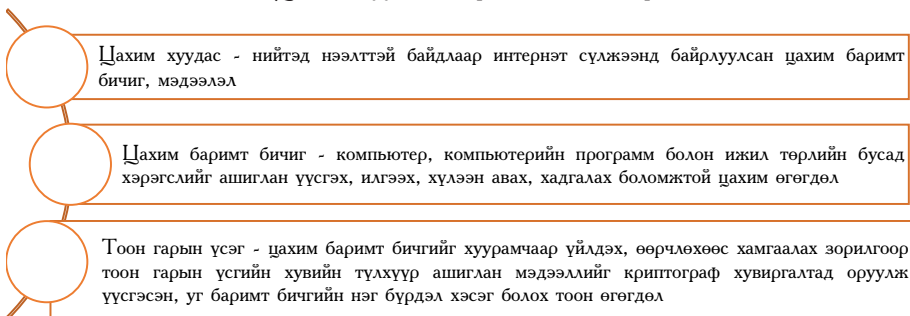 Цахим хуудас - нийтэд нээлттэй байдлаар интернэт сүлжээнд байрлуулсан цахим баримт
бичиг, мэдээлэл
Цахим баримт бичиг - компьютер, компьютерийн программ болон ижил төрлийн бусад
хэрэгслийг ашиглан үүсгэх, илгээх, хүлээн авах, хадгалах боломжтой цахим өгөгдөл
Тоон гарын үсэг - цахим баримт бичгийг хуурамчаар үйлдэх, өөрчлөхөөс хамгаалах зорилгоор
тоон гарын үсгийн хувийн түлхүүр ашиглан мэдээллийг криптограф хувиргалтад оруулж
үүсгэсэн, уг баримт бичгийн нэг бүрдэл хэсэг болох тоон өгөгдөл